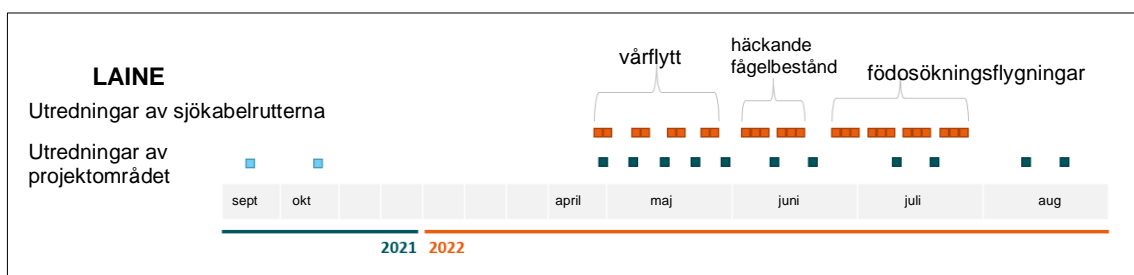 vårflytt
häckande
fågelbestånd
födosökningsflygningar
LAINE
Utredningar av sjökabelrutterna
Utredningar av
projektområdet
sept okt april maj juni juli aug
2021 2022